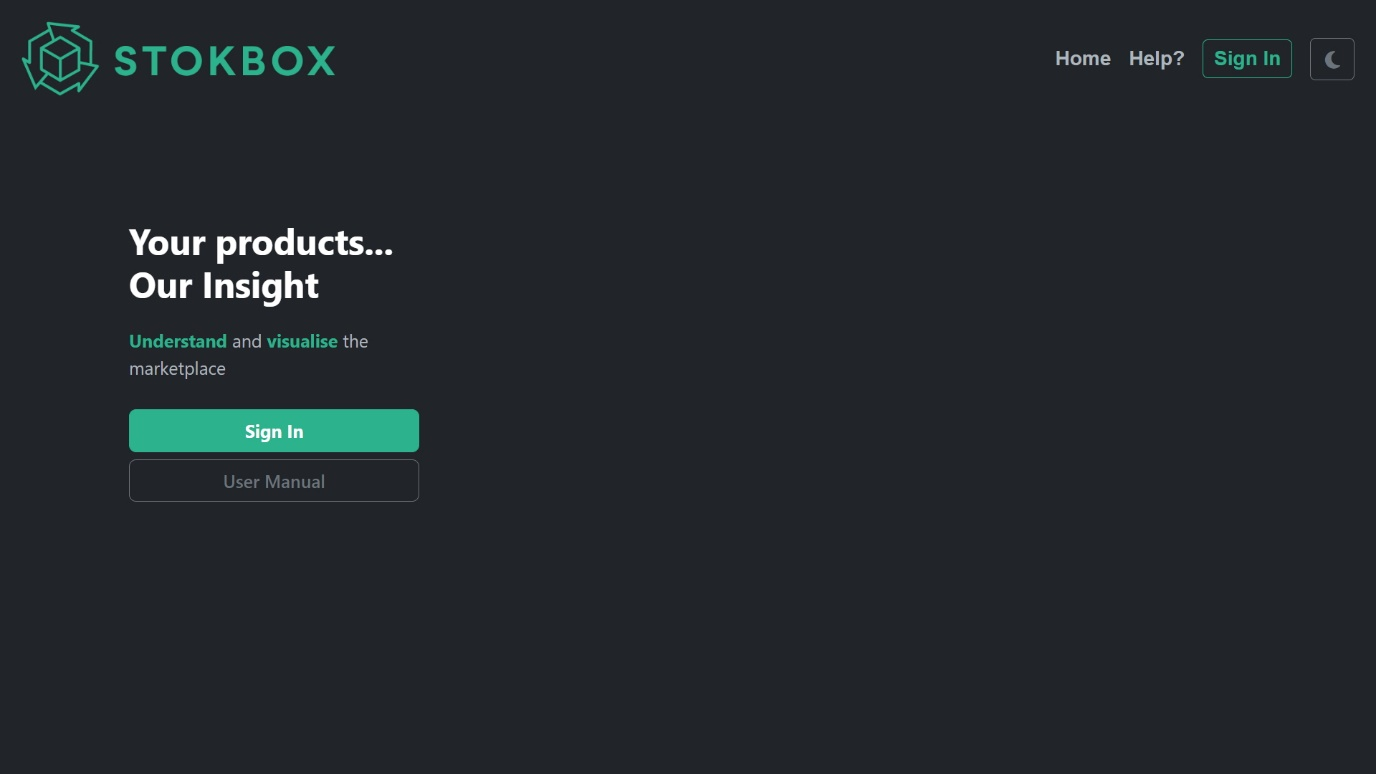 STOKBOX
Home Help? Sign In
Your products...
Our Insight
Understand and visualise the
marketplace
Sign In
User Manual